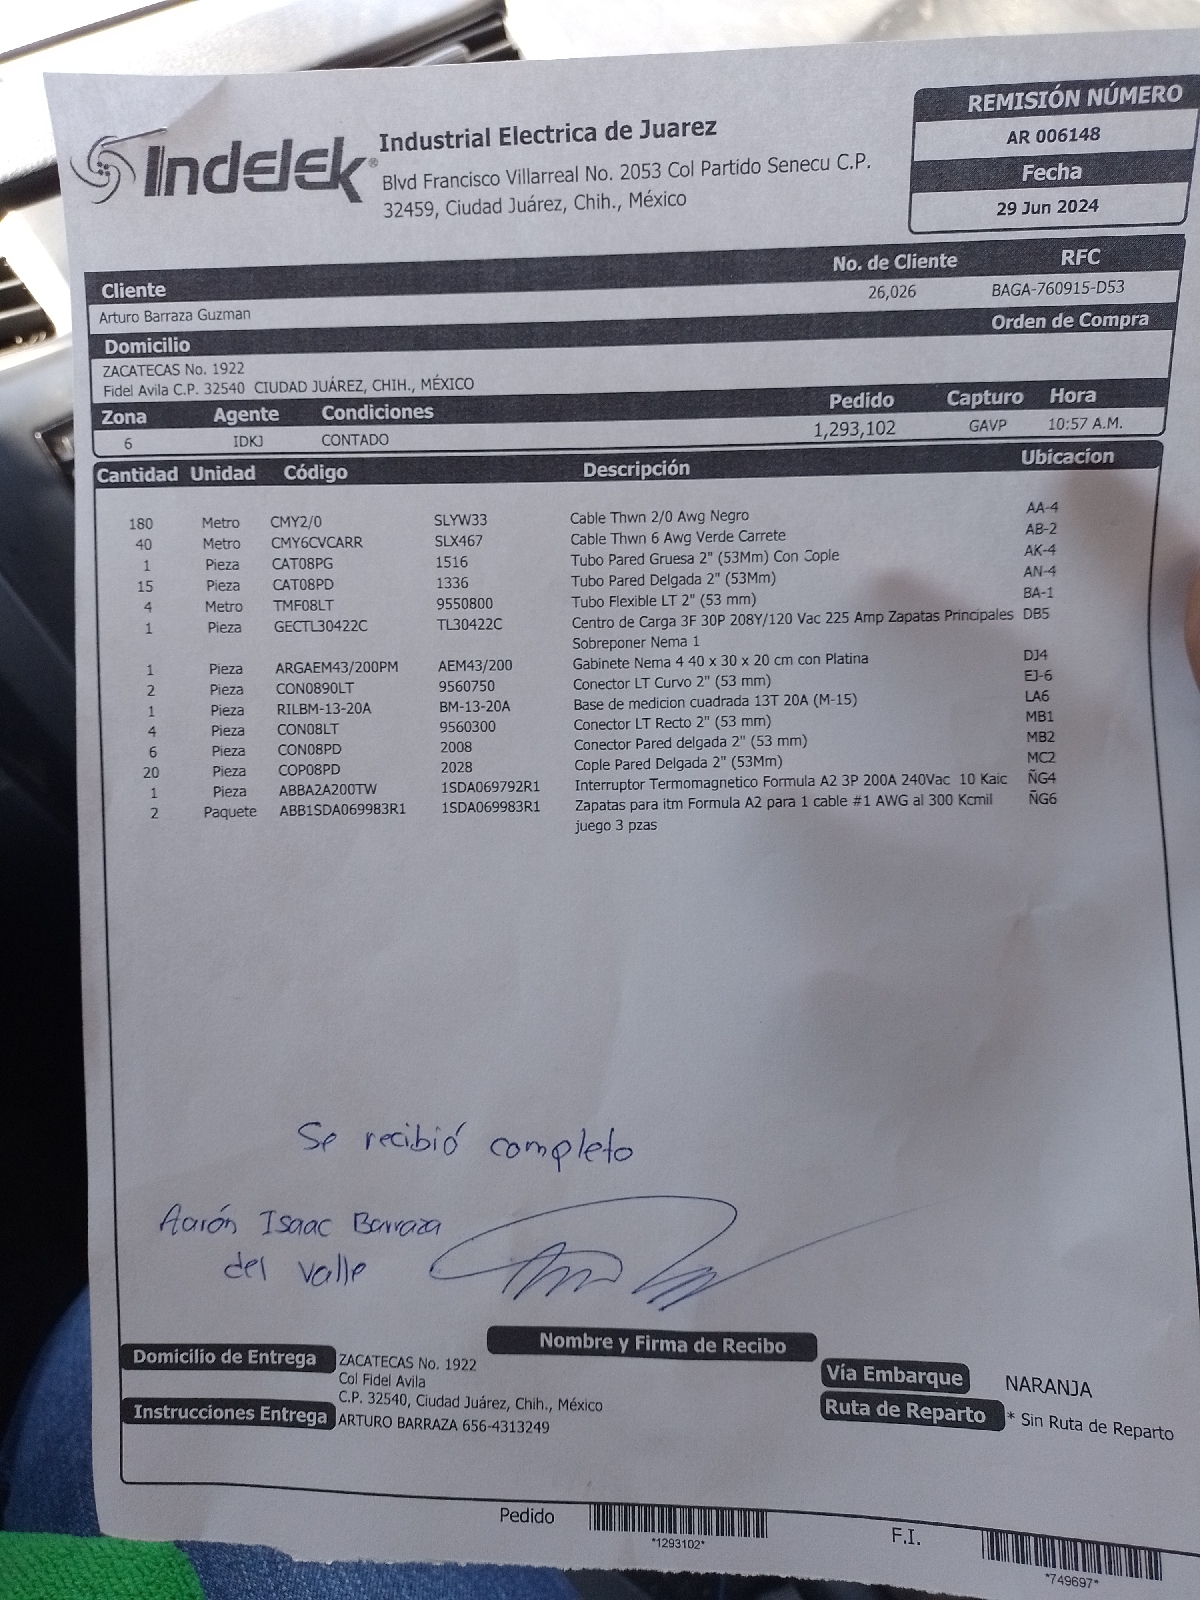 Indelek®
Industrial Electrica de Juarez
Blvd Francisco Villarreal No. 2053 Col Partido Senecu C.P.
32459, Ciudad Juárez, Chih., México
REMISIÓN NÚMERO
AR 006148
Fecha
29 Jun 2024
Cliente No. de Cliente RFC
Arturo Barraza Guzman 26,026 BAGA-760915-D53
Domicilio Orden de Compra
ZACATECAS No. 1922
Fidel Avila C.P. 32540 CIUDAD JUÁREZ, CHIH., MÉXICO
Zona Agente Condiciones Pedido Capturo Hora
6 IDKJ CONTADO 1,293,102 GAVP 10:57 A.M.
Cantidad Unidad Código Descripción Ubicacion
180 Metro CMY2/0 SLYW33 Cable Thwn 2/0 Awg Negro AA-4
40 Metro CMY6CVCARR SLX467 Cable Thwn 6 Awg Verde Carrete AB-2
1 Pieza CAT08PG 1516 Tubo Pared Gruesa 2" (53Mm) Con Cople AK-4
15 Pieza CAT08PD 1336 Tubo Pared Delgada 2" (53Mm) AN-4
4 Metro TMF08LT 9550800 Tubo Flexible LT 2" (53 mm) BA-1
1 Pieza GECTL30422C TL30422C Centro de Carga 3F 30P 208Y/120 Vac 225 Amp Zapatas Principales DB5
Sobreponer Nema 1
1 Pieza ARGAEM43/200PM AEM43/200 Gabinete Nema 4 40 x 30 x 20 cm con Platina DJ4
2 Pieza CON0890LT 9560750 Conector LT Curvo 2" (53 mm) EJ-6
1 Pieza RILBM-13-20A BM-13-20A Base de medicion cuadrada 13T 20A (M-15) LA6
4 Pieza CON08LT 9560300 Conector LT Recto 2" (53 mm) MB1
6 Pieza CON08PD 2008 Conector Pared delgada 2" (53 mm) MB2
20 Pieza COP08PD 2028 Cople Pared Delgada 2" (53Mm) MC2
1 Pieza ABBA2A200TW 1SDA069792R1 Interruptor Termomagnetico Formula A2 3P 200A 240Vac 10 Kaic ÑG4
2 Paquete ABB1SDA069983R1 1SDA069983R1 Zapatas para itm Formula A2 para 1 cable #1 AWG al 300 Kcmil ÑG6
juego 3 pzas
Se recibió completo
Aarón Isaac Barraza
del Valle
Nombre y Firma de Recibo
Domicilio de Entrega ZACATECAS No. 1922
Col Fidel Avila
C.P. 32540, Ciudad Juárez, Chih., México
Instrucciones Entrega ARTURO BARRAZA 656-4313249
Vía Embarque NARANJA
Ruta de Reparto * Sin Ruta de Reparto
Pedido
*1293102*
F.I.
*749697*